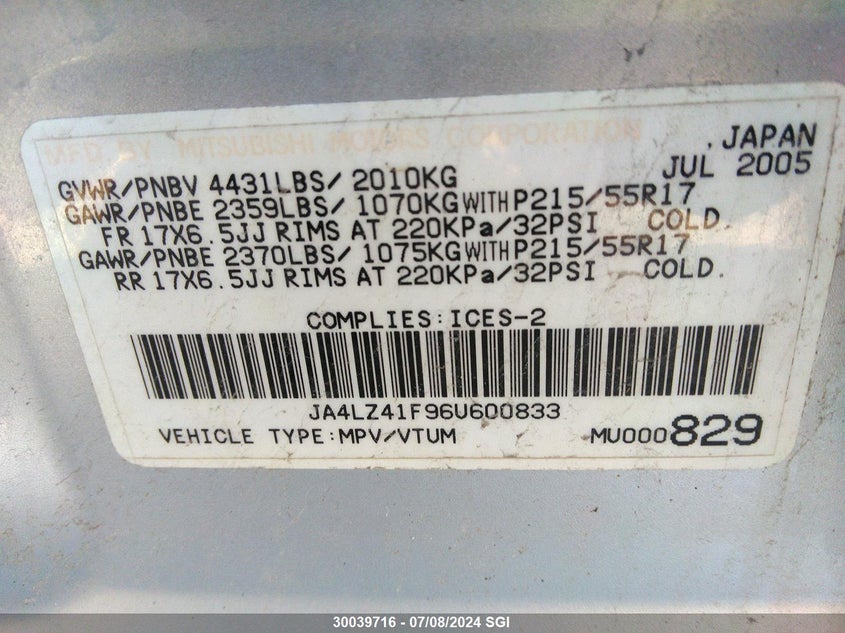 MFD. BY MITSUBISHI MOTORS CORPORATION
, JAPAN
JUL 2005
GVWR/PNBV 4431LBS/ 2010KG
GAWR/PNBE 2359LBS/ 1070KG WITH P215/55R17
FR 17X6.5JJ RIMS AT 220KPa/32PSI COLD.
GAWR/PNBE 2370LBS/ 1075KG WITH P215/55R17
RR 17X6.5JJ RIMS AT 220KPa/32PSI COLD.
COMPLIES:ICES-2
JA4LZ41F96U600833
VEHICLE TYPE:MPV/VTUM
MU000829
30039716 - 07/08/2024 SGI